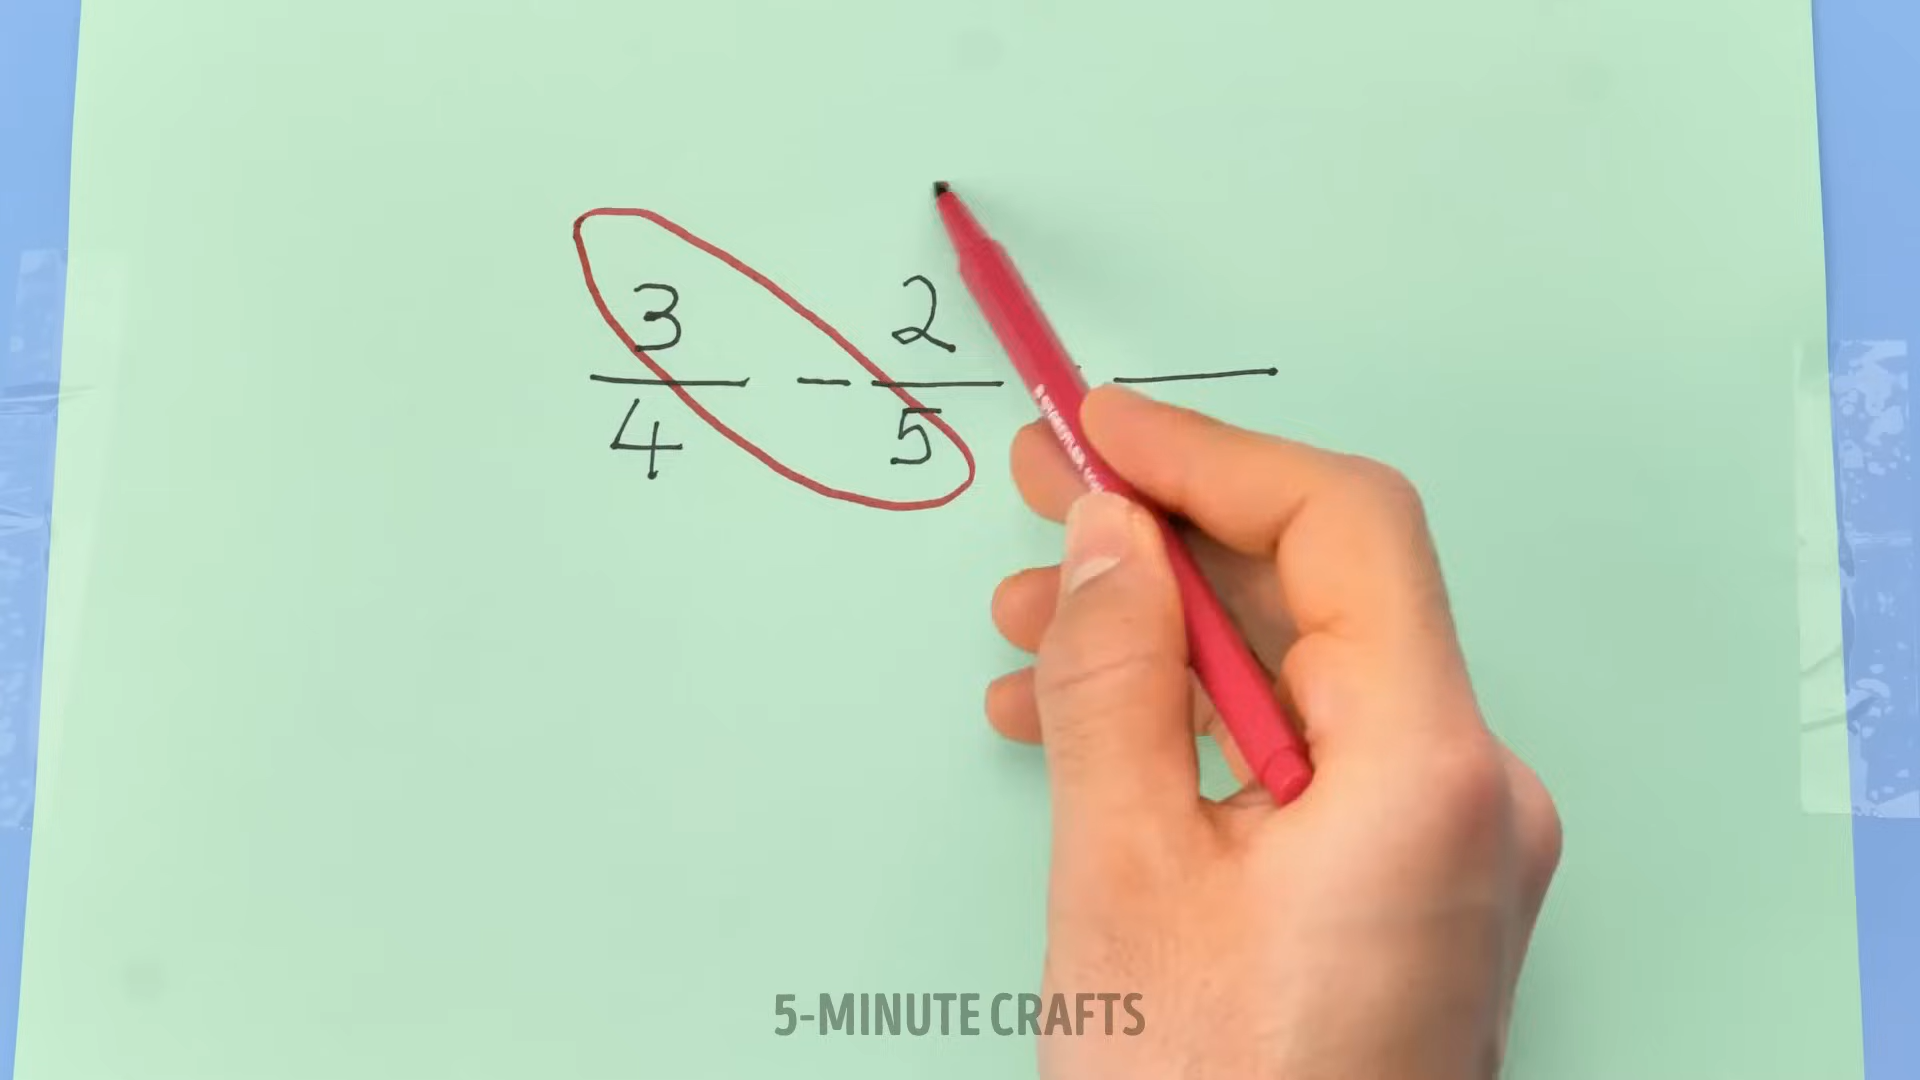 3 2
— - — —
4 5
5-MINUTE CRAFTS